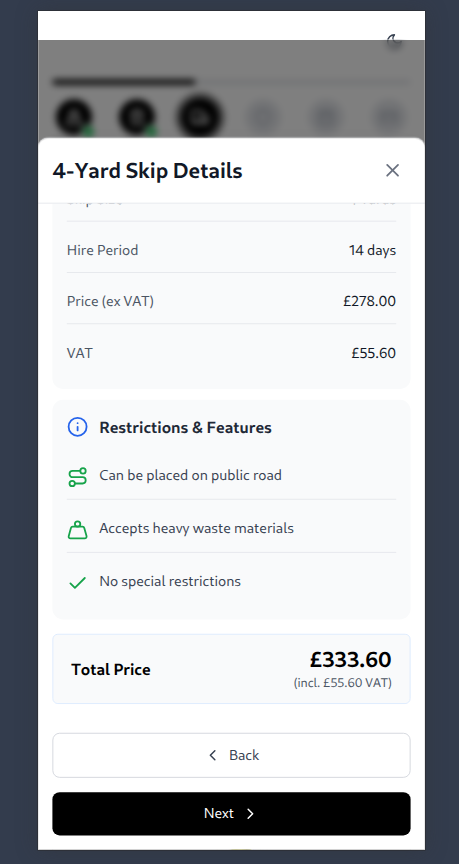 4-Yard Skip Details
Hire Period 14 days
Price (ex VAT) £278.00
VAT £55.60
Restrictions & Features
Can be placed on public road
Accepts heavy waste materials
No special restrictions
Total Price £333.60
(incl. £55.60 VAT)
Back
Next